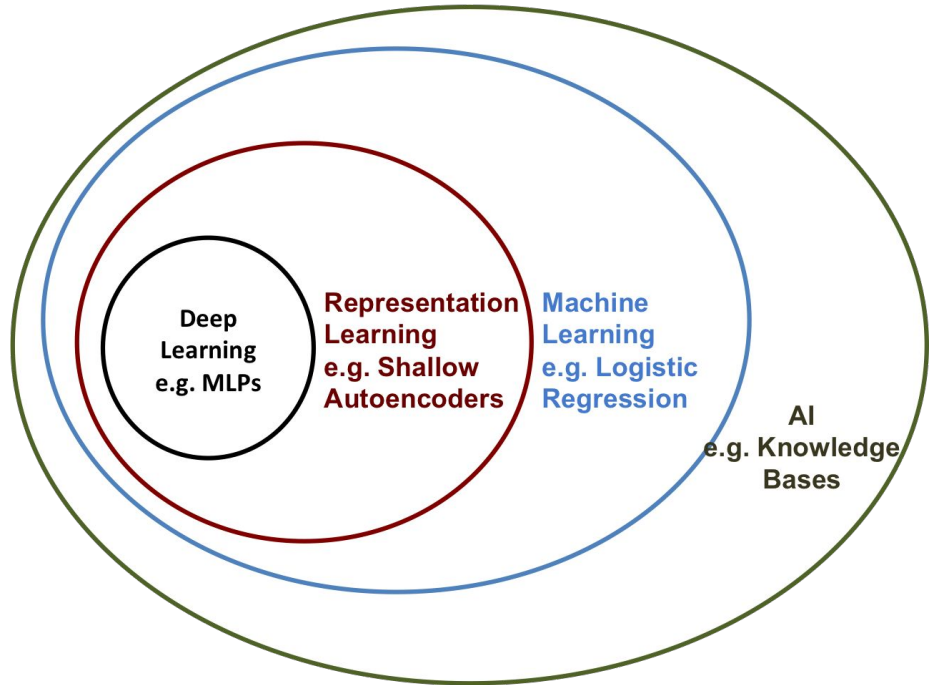 Deep
Learning
e.g. MLPs
Representation
Learning
e.g. Shallow
Autoencoders
Machine
Learning
e.g. Logistic
Regression
AI
e.g. Knowledge
Bases